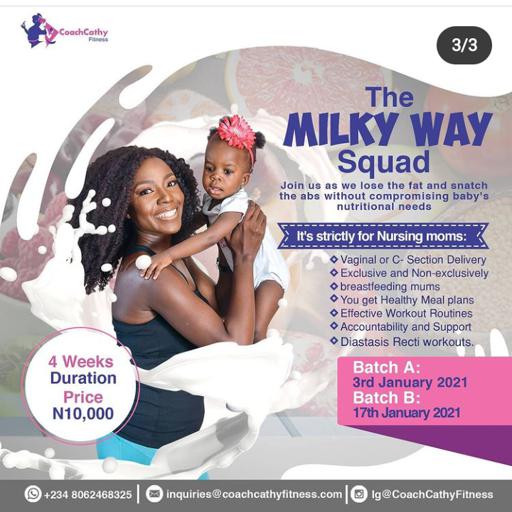 CoachCathy
Fitness
3/3
The
MILKY WAY
Squad
Join us as we lose the fat and snatch
the abs without compromising baby's
nutritional needs
It's strictly for Nursing moms:
Vaginal or C- Section Delivery
Exclusive and Non-exclusively
breastfeeding mums
You get Healthy Meal plans
Effective Workout Routines
Accountability and Support
Diastasis Recti workouts.
4 Weeks
Duration
Price
N10,000
Batch A:
3rd January 2021
Batch B:
17th January 2021
+234 8062468325 | inquiries@coachcathyfitness.com | Ig@CoachCathyFitness